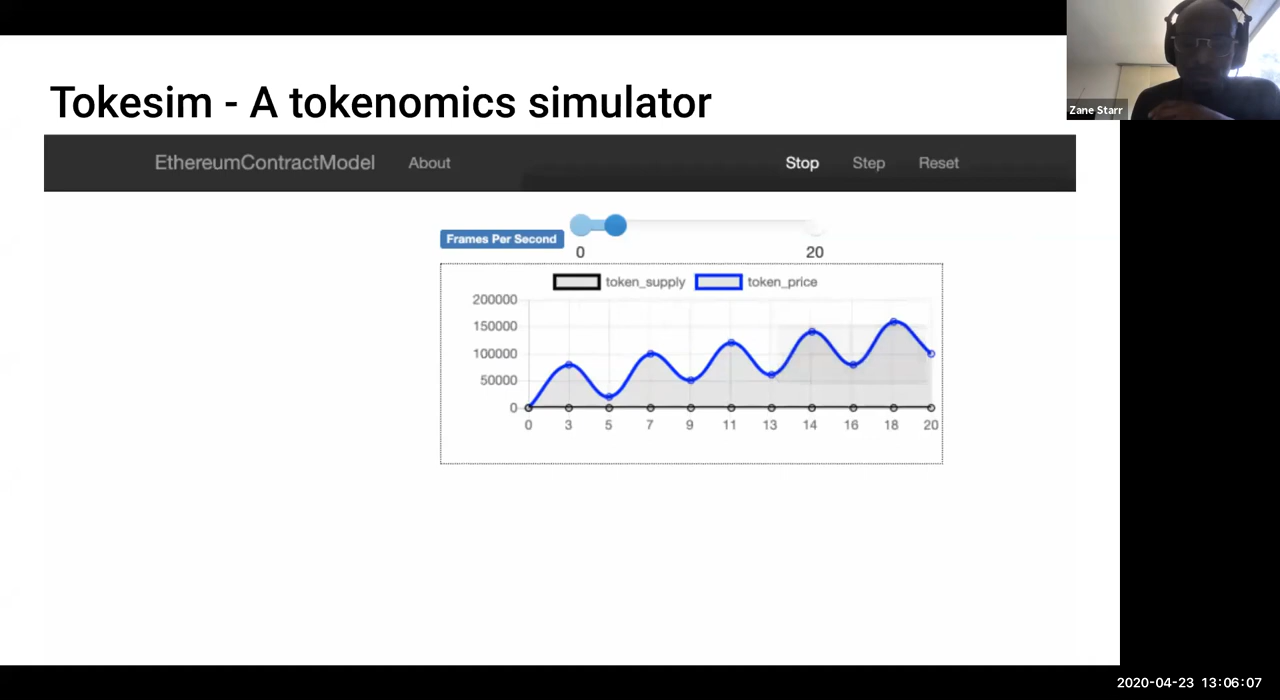 Zane Starr
Tokesim - A tokenomics simulator
EthereumContractModel About Stop Step Reset
Frames Per Second
0 20
token_supply token_price
200000
150000
100000
50000
0
0 3 5 7 9 11 13 14 16 18 20
2020-04-23 13:06:07